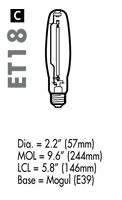 C
ET18
Dia. = 2.2" (57mm)
MOL = 9.6" (244mm)
LCL = 5.8" (146mm)
Base = Mogul (E39)